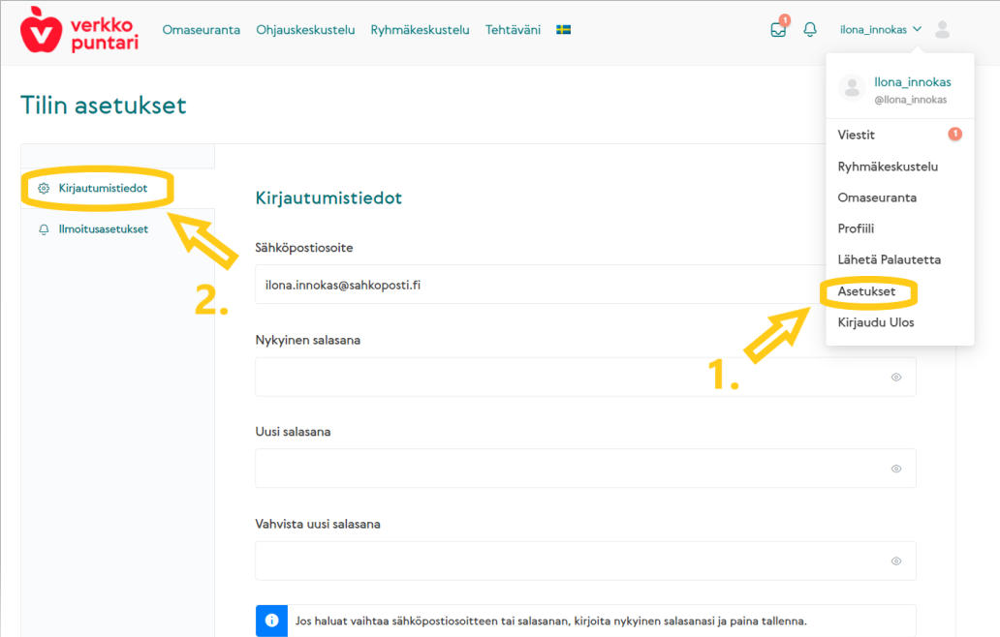 verkko
puntari
Omaseuranta Ohjauskeskustelu Ryhmäkeskustelu Tehtäväni
1
ilona_innokas
Ilona_innokas
@Ilona_innokas
Viestit 1
Ryhmäkeskustelu
Omaseuranta
Profiili
Lähetä Palautetta
Asetukset
Kirjaudu Ulos
1.
Tilin asetukset
Kirjautumistiedot
Ilmoitusasetukset
2.
Kirjautumistiedot
Sähköpostiosoite
ilona.innokas@sahkoposti.fi
Nykyinen salasana
Uusi salasana
Vahvista uusi salasana
Jos haluat vaihtaa sähköpostiosoitteen tai salasanan, kirjoita nykyinen salasanasi ja paina tallenna.